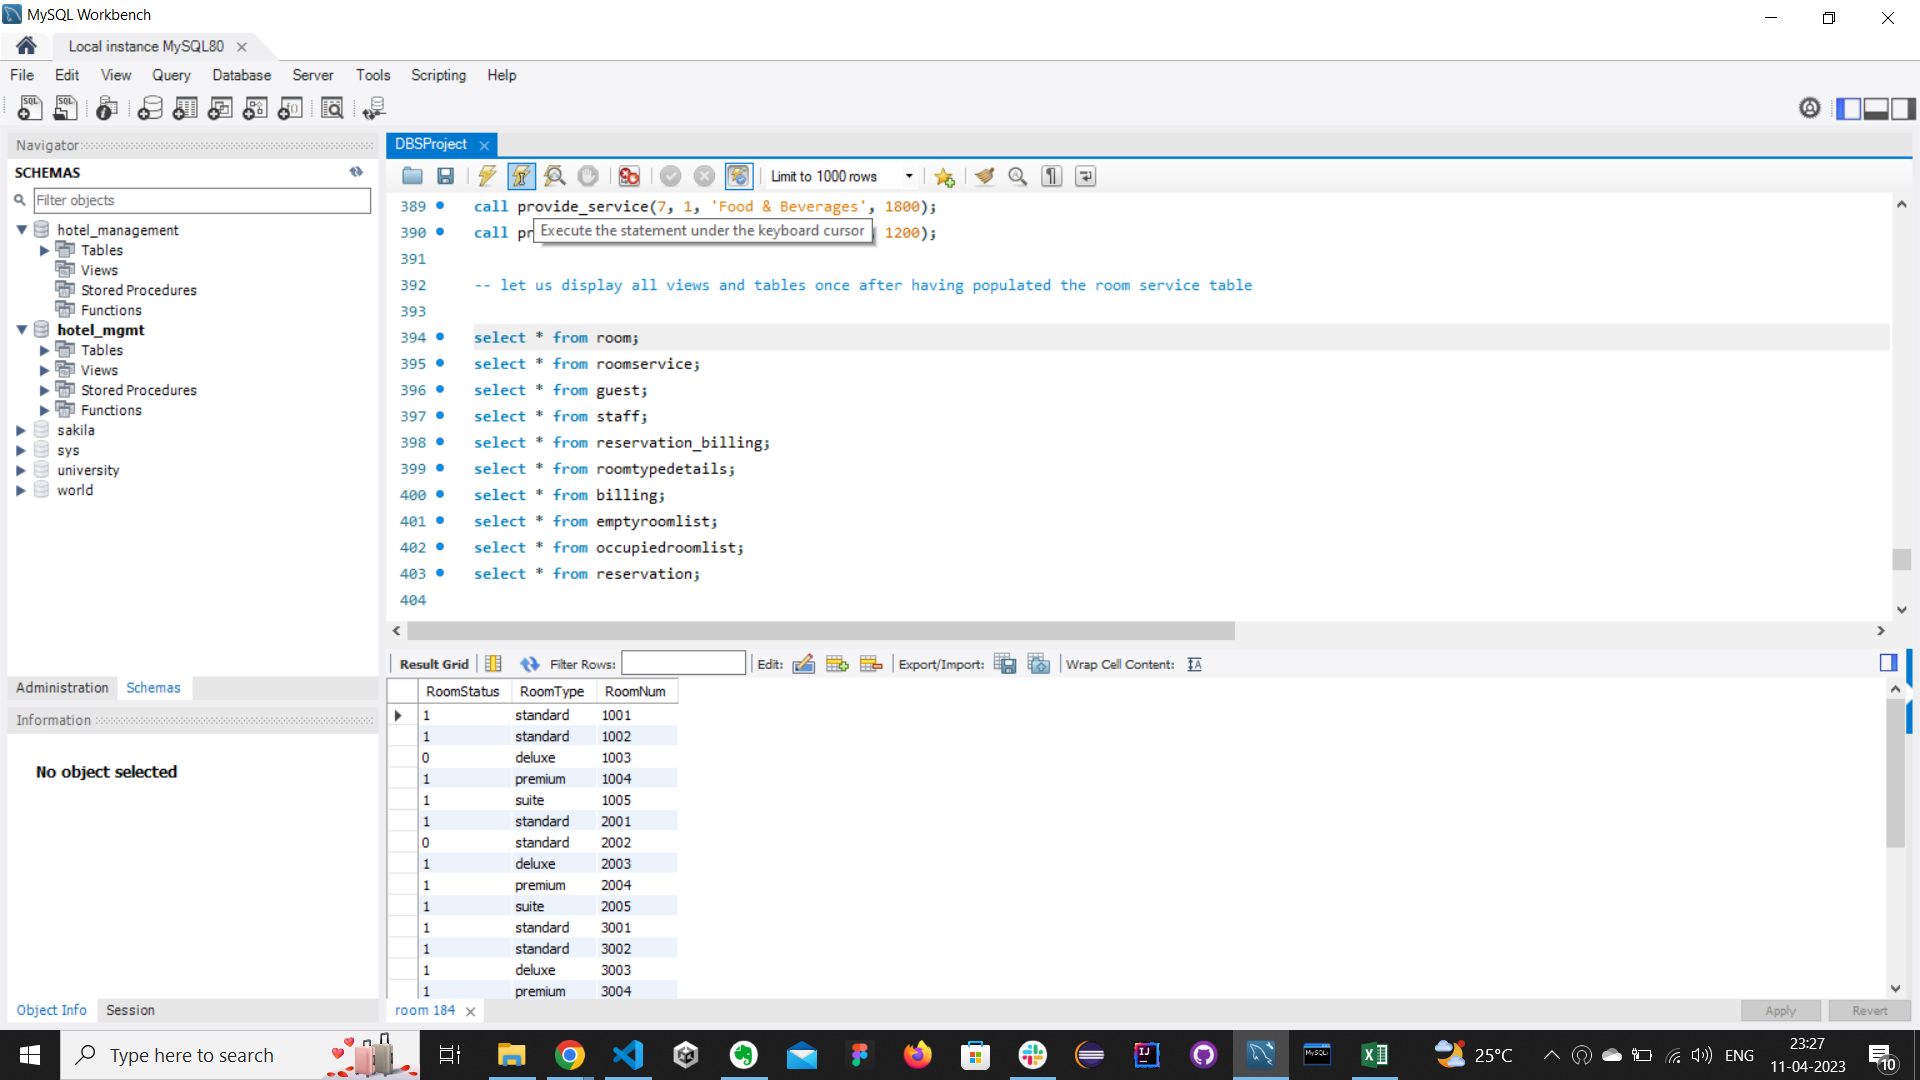 MySQL Workbench
Local instance MySQL80
File Edit View Query Database Server Tools Scripting Help
Navigator
SCHEMAS
Filter objects
hotel_management
Tables
Views
Stored Procedures
Functions
hotel_mgmt
Tables
Views
Stored Procedures
Functions
sakila
sys
university
world
Administration Schemas
Information
No object selected
Object Info Session
DBSProject
Limit to 1000 rows
389 call provide_service(7, 1, 'Food & Beverages', 1800);
390 call pr 1200);
Execute the statement under the keyboard cursor
391
392 -- let us display all views and tables once after having populated the room service table
393
394 select * from room;
395 select * from roomservice;
396 select * from guest;
397 select * from staff;
398 select * from reservation_billing;
399 select * from roomtypedetails;
400 select * from billing;
401 select * from emptyroomlist;
402 select * from occupiedroomlist;
403 select * from reservation;
404
Result Grid Filter Rows: Edit: Export/Import: Wrap Cell Content:
RoomStatus RoomType RoomNum
1 standard 1001
1 standard 1002
0 deluxe 1003
1 premium 1004
1 suite 1005
1 standard 2001
0 standard 2002
1 deluxe 2003
1 premium 2004
1 suite 2005
1 standard 3001
1 standard 3002
1 deluxe 3003
1 premium 3004
room 184
Apply Revert
Type here to search
25°C
ENG
23:27
11-04-2023
10